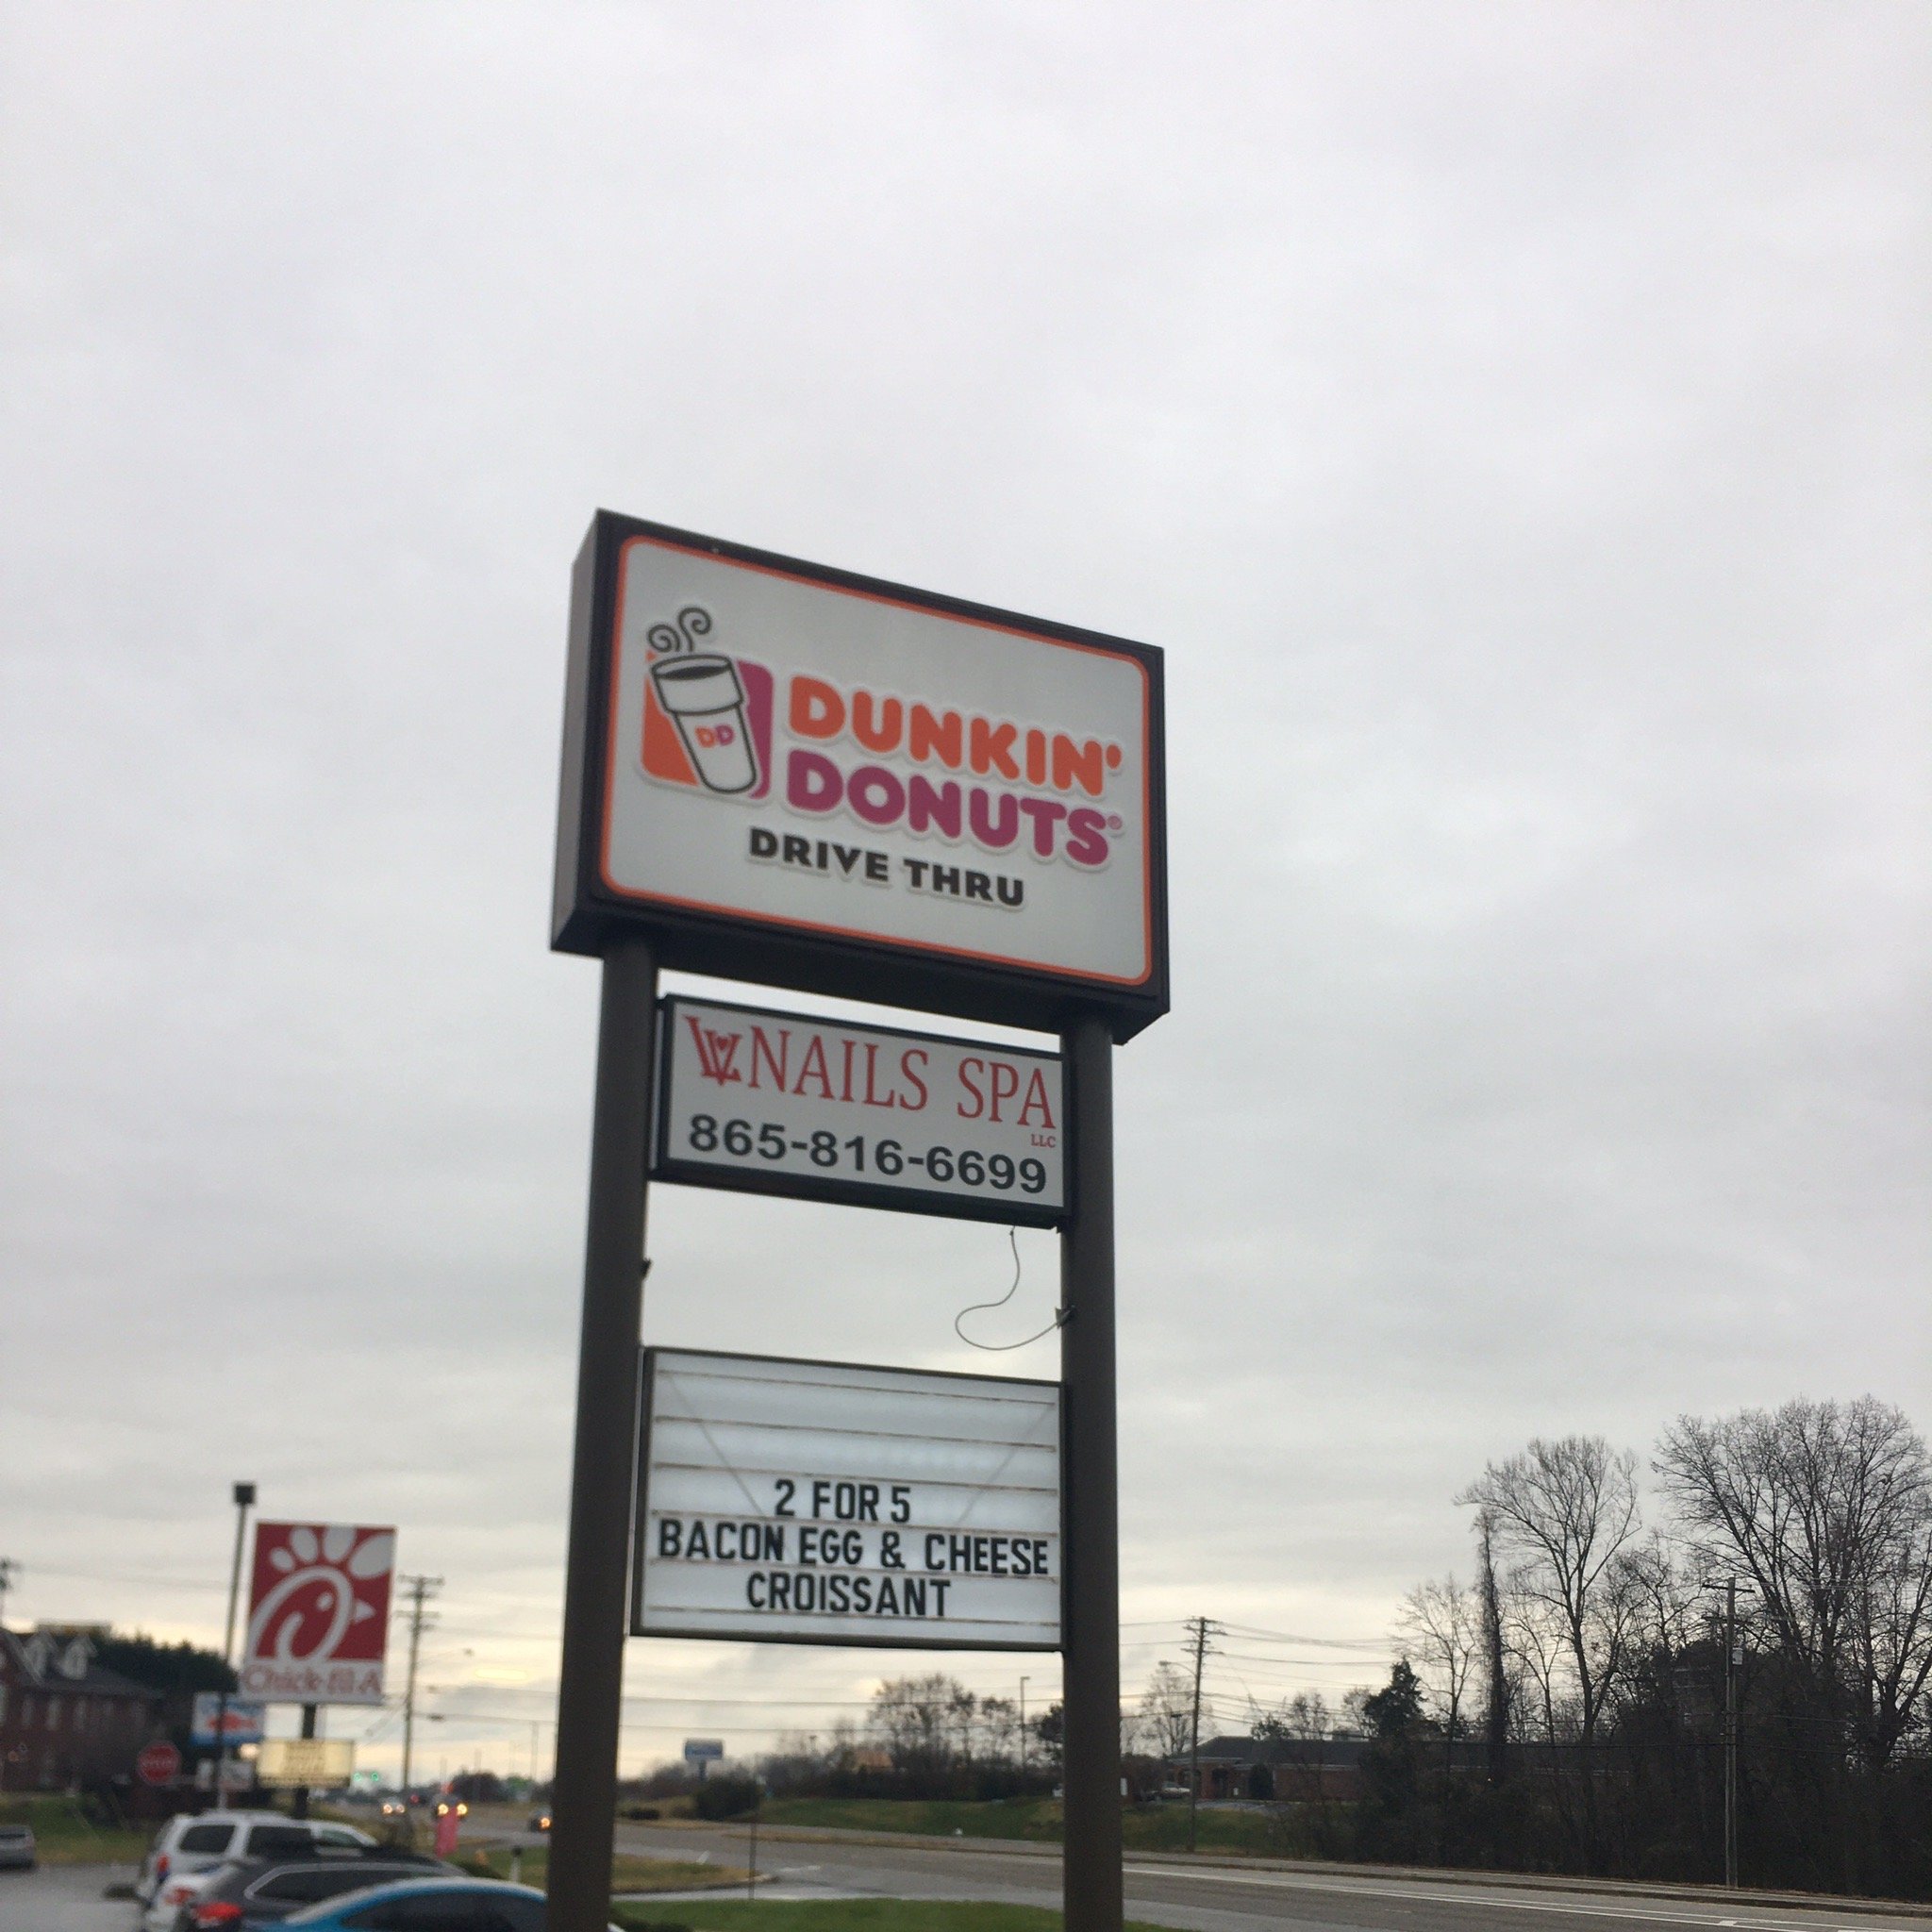 DD
DUNKIN'
DONUTS®
DRIVE THRU
NAILS SPA
LLC
865-816-6699
2 FOR 5
BACON EGG & CHEESE
CROISSANT
Chick-fil-A
STOP